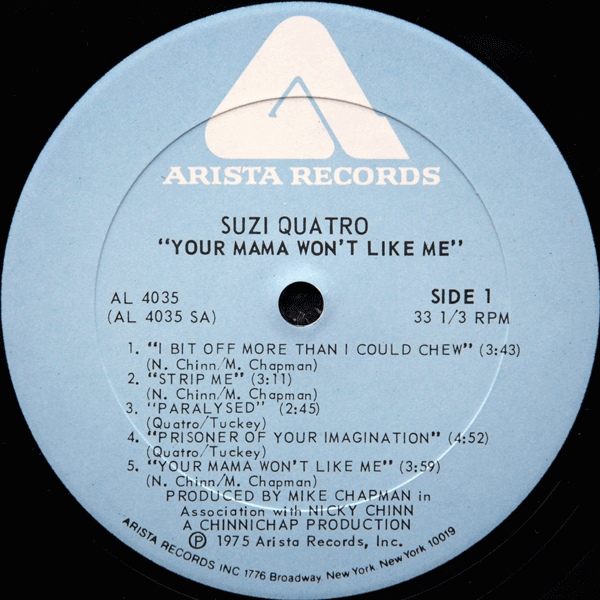 ARISTA RECORDS
SUZI QUATRO
"YOUR MAMA WON'T LIKE ME"
AL 4035
(AL 4035 SA)
SIDE 1
33 1/3 RPM
1. "I BIT OFF MORE THAN I COULD CHEW" (3:43)
(N. Chinn/M. Chapman)
2. "STRIP ME" (3:11)
(N. Chinn/M. Chapman)
3. "PARALYSED" (2:45)
(Quatro/Tuckey)
4. "PRISONER OF YOUR IMAGINATION" (4:52)
(Quatro/Tuckey)
5. "YOUR MAMA WON'T LIKE ME" (3:59)
(N. Chinn/M. Chapman)
PRODUCED BY MIKE CHAPMAN in
Association with NICKY CHINN
A CHINNICHAP PRODUCTION
℗ 1975 Arista Records, Inc.
ARISTA RECORDS INC 1776 Broadway, New York, New York 10019